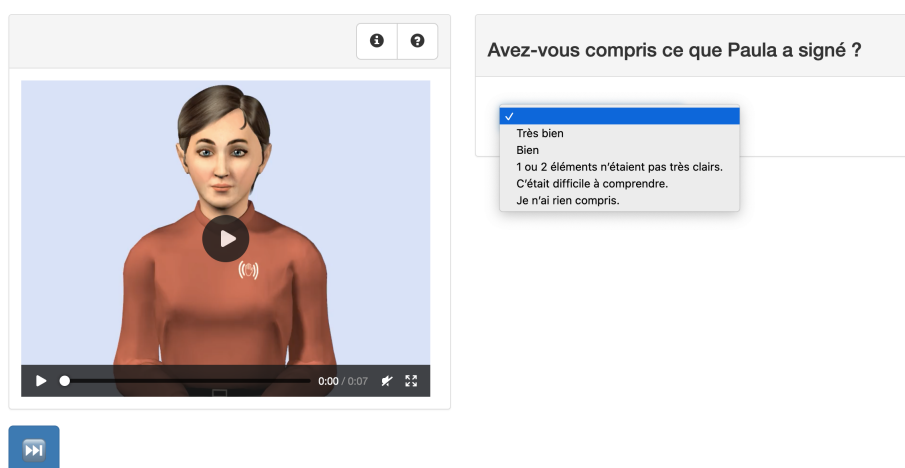 Avez-vous compris ce que Paula a signé ?
Très bien
Bien
1 ou 2 éléments n’étaient pas très clairs.
C’était difficile à comprendre.
Je n’ai rien compris.
0:00 / 0:07